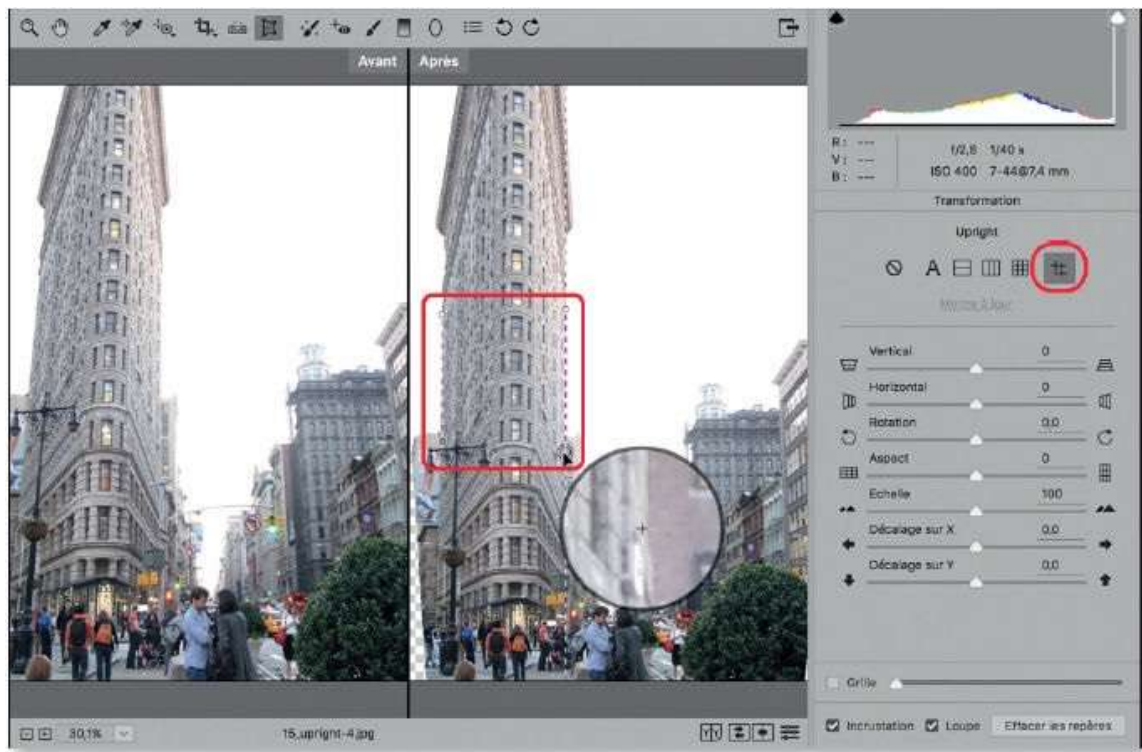 Avant
Après
R: ---
V: ---
B: ---
f/2,8 1/40 s
ISO 400 7-44@7,4 mm
Transformation
Upright
A
Mettre à jour
Vertical 0
Horizontal 0
Rotation 0,0
Aspect 0
Echelle 100
Décalage sur X 0,0
Décalage sur Y 0,0
Grille
30,1%
15_upright-4.jpg
Y Y
Incrustation Loupe Effacer les repères